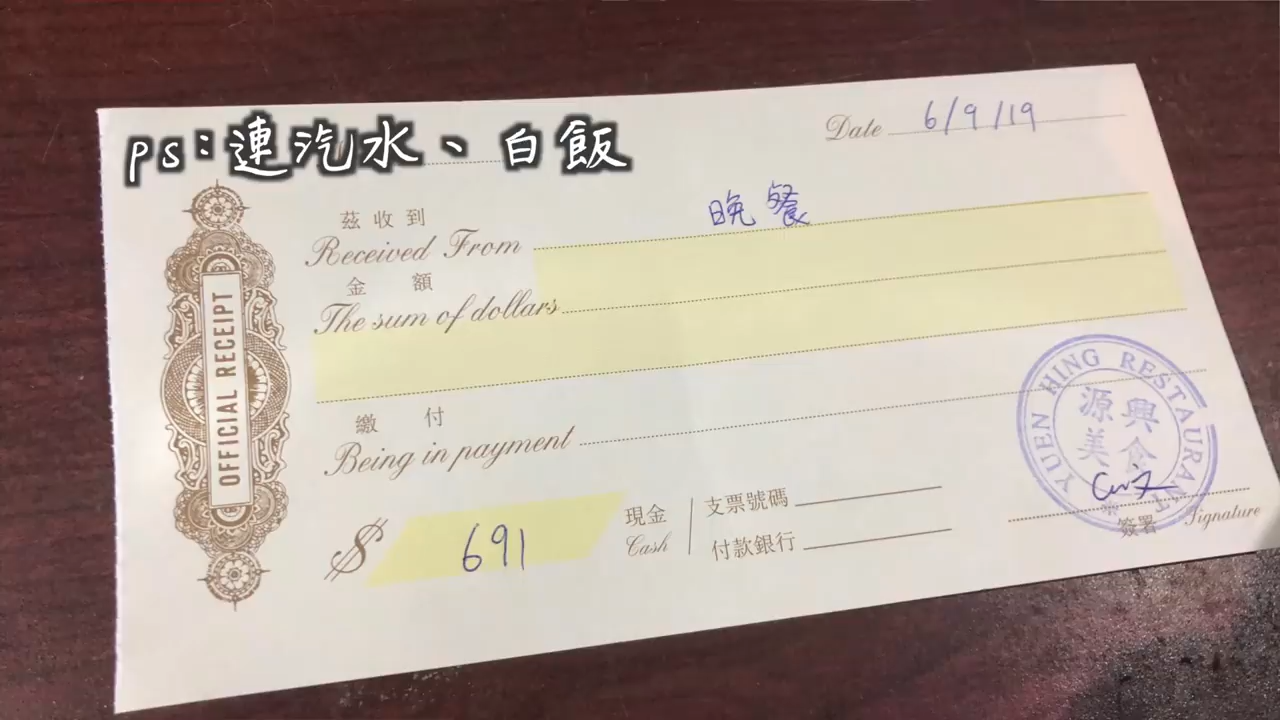 ps:連汽水、白飯
Date 6/9/19
茲收到
Received From 晚餐
金額
The sum of dollars
繳付
Being in payment
OFFICIAL RECEIPT
$ 691
現金
Cash
支票號碼
付款銀行
YUEN HING RESTAURANT
源興
美食
簽署 Signature